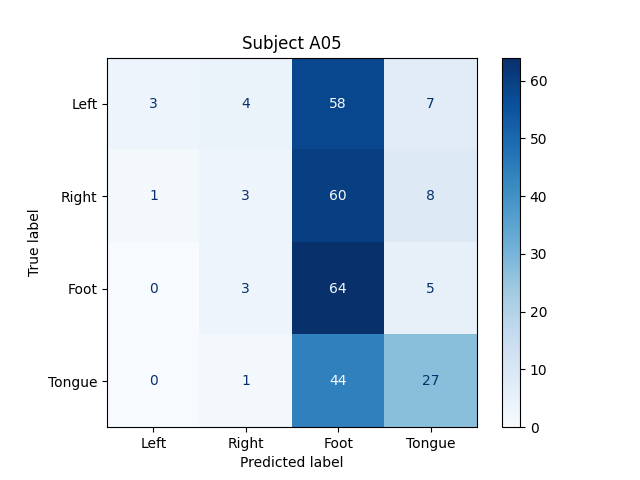 Subject A05
True label
Left 3 4 58 7
Right 1 3 60 8
Foot 0 3 64 5
Tongue 0 1 44 27
Left Right Foot Tongue
Predicted label
60
50
40
30
20
10
0